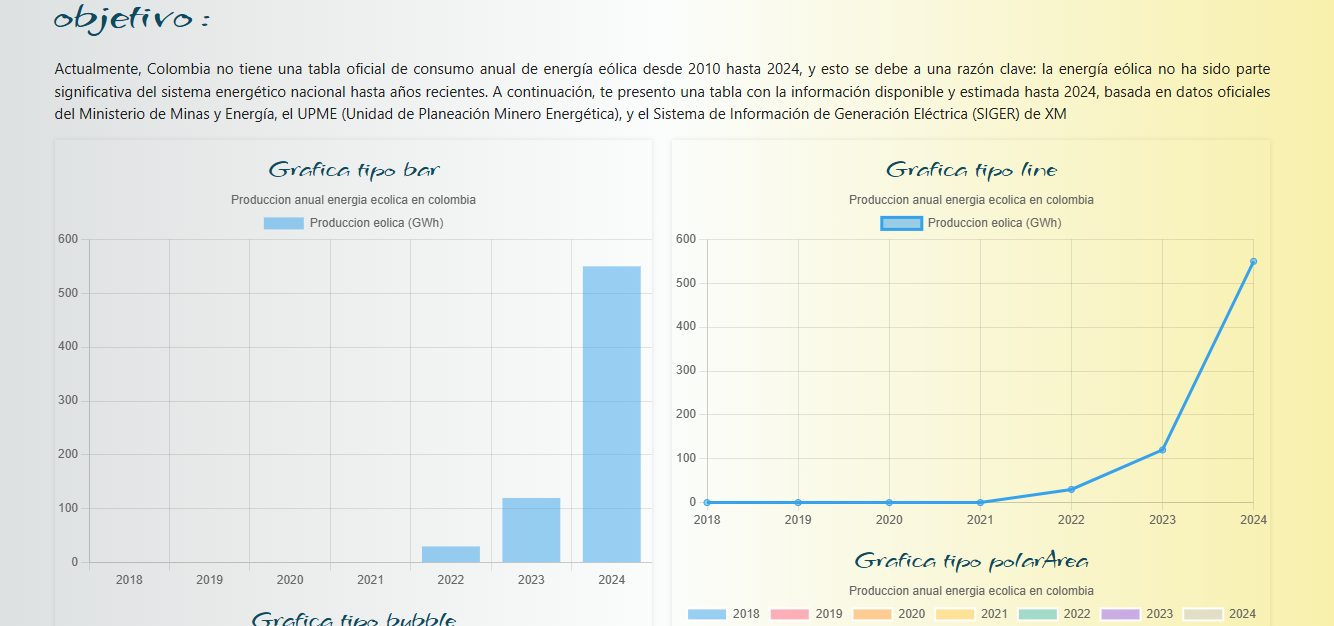 objetivo :
Actualmente, Colombia no tiene una tabla oficial de consumo anual de energía eólica desde 2010 hasta 2024, y esto se debe a una razón clave: la energía eólica no ha sido parte
significativa del sistema energético nacional hasta años recientes. A continuación, te presento una tabla con la información disponible y estimada hasta 2024, basada en datos oficiales
del Ministerio de Minas y Energía, el UPME (Unidad de Planeación Minero Energética), y el Sistema de Información de Generación Eléctrica (SIGER) de XM
Grafica tipo bar
Produccion anual energia ecolica en colombia
Produccion eolica (GWh)
600
500
400
300
200
100
0
2018 2019 2020 2021 2022 2023 2024
Grafica tipo bubble
Grafica tipo line
Produccion anual energia ecolica en colombia
Produccion eolica (GWh)
600
500
400
300
200
100
0
2018 2019 2020 2021 2022 2023 2024
Grafica tipo polarArea
Produccion anual energia ecolica en colombia
2018 2019 2020 2021 2022 2023 2024